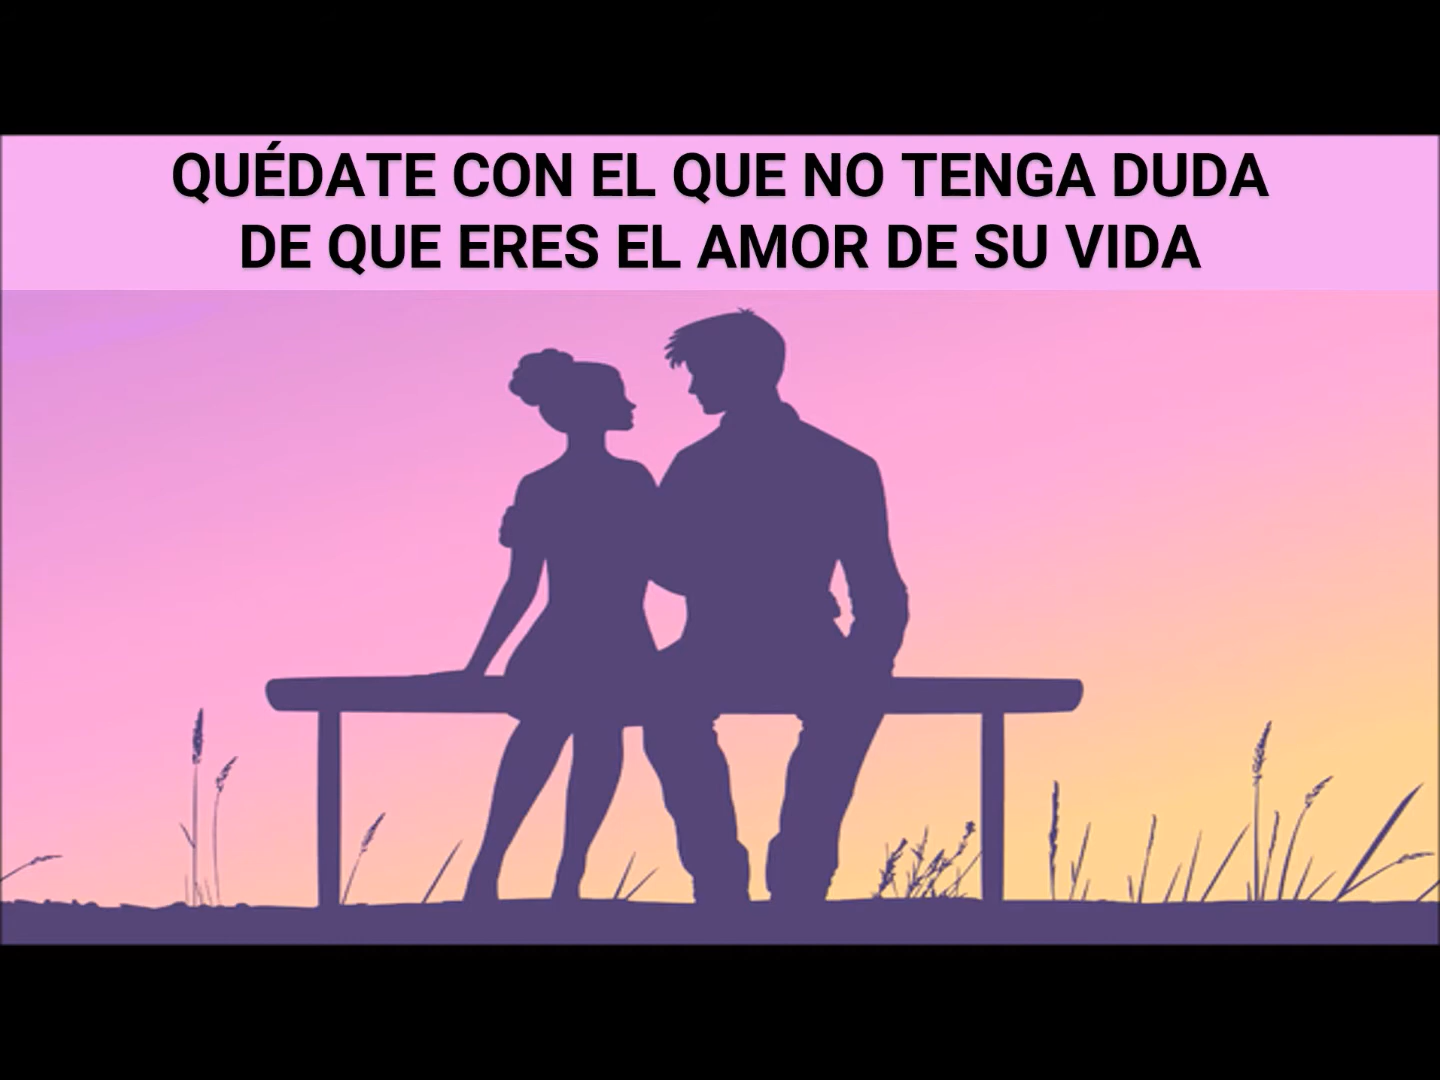 QUÉDATE CON EL QUE NO TENGA DUDA
DE QUE ERES EL AMOR DE SU VIDA